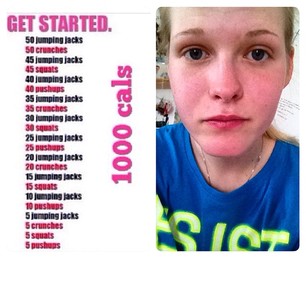 GET STARTED.
50 jumping jacks
50 crunches
45 jumping jacks
45 squats
40 jumping jacks
40 pushups
35 jumping jacks
35 crunches
30 jumping jacks
30 squats
25 jumping jacks
25 pushups
20 jumping jacks
20 crunches
15 jumping jacks
15 squats
10 jumping jacks
10 pushups
5 jumping jacks
5 crunches
5 squats
5 pushups
1000 cals